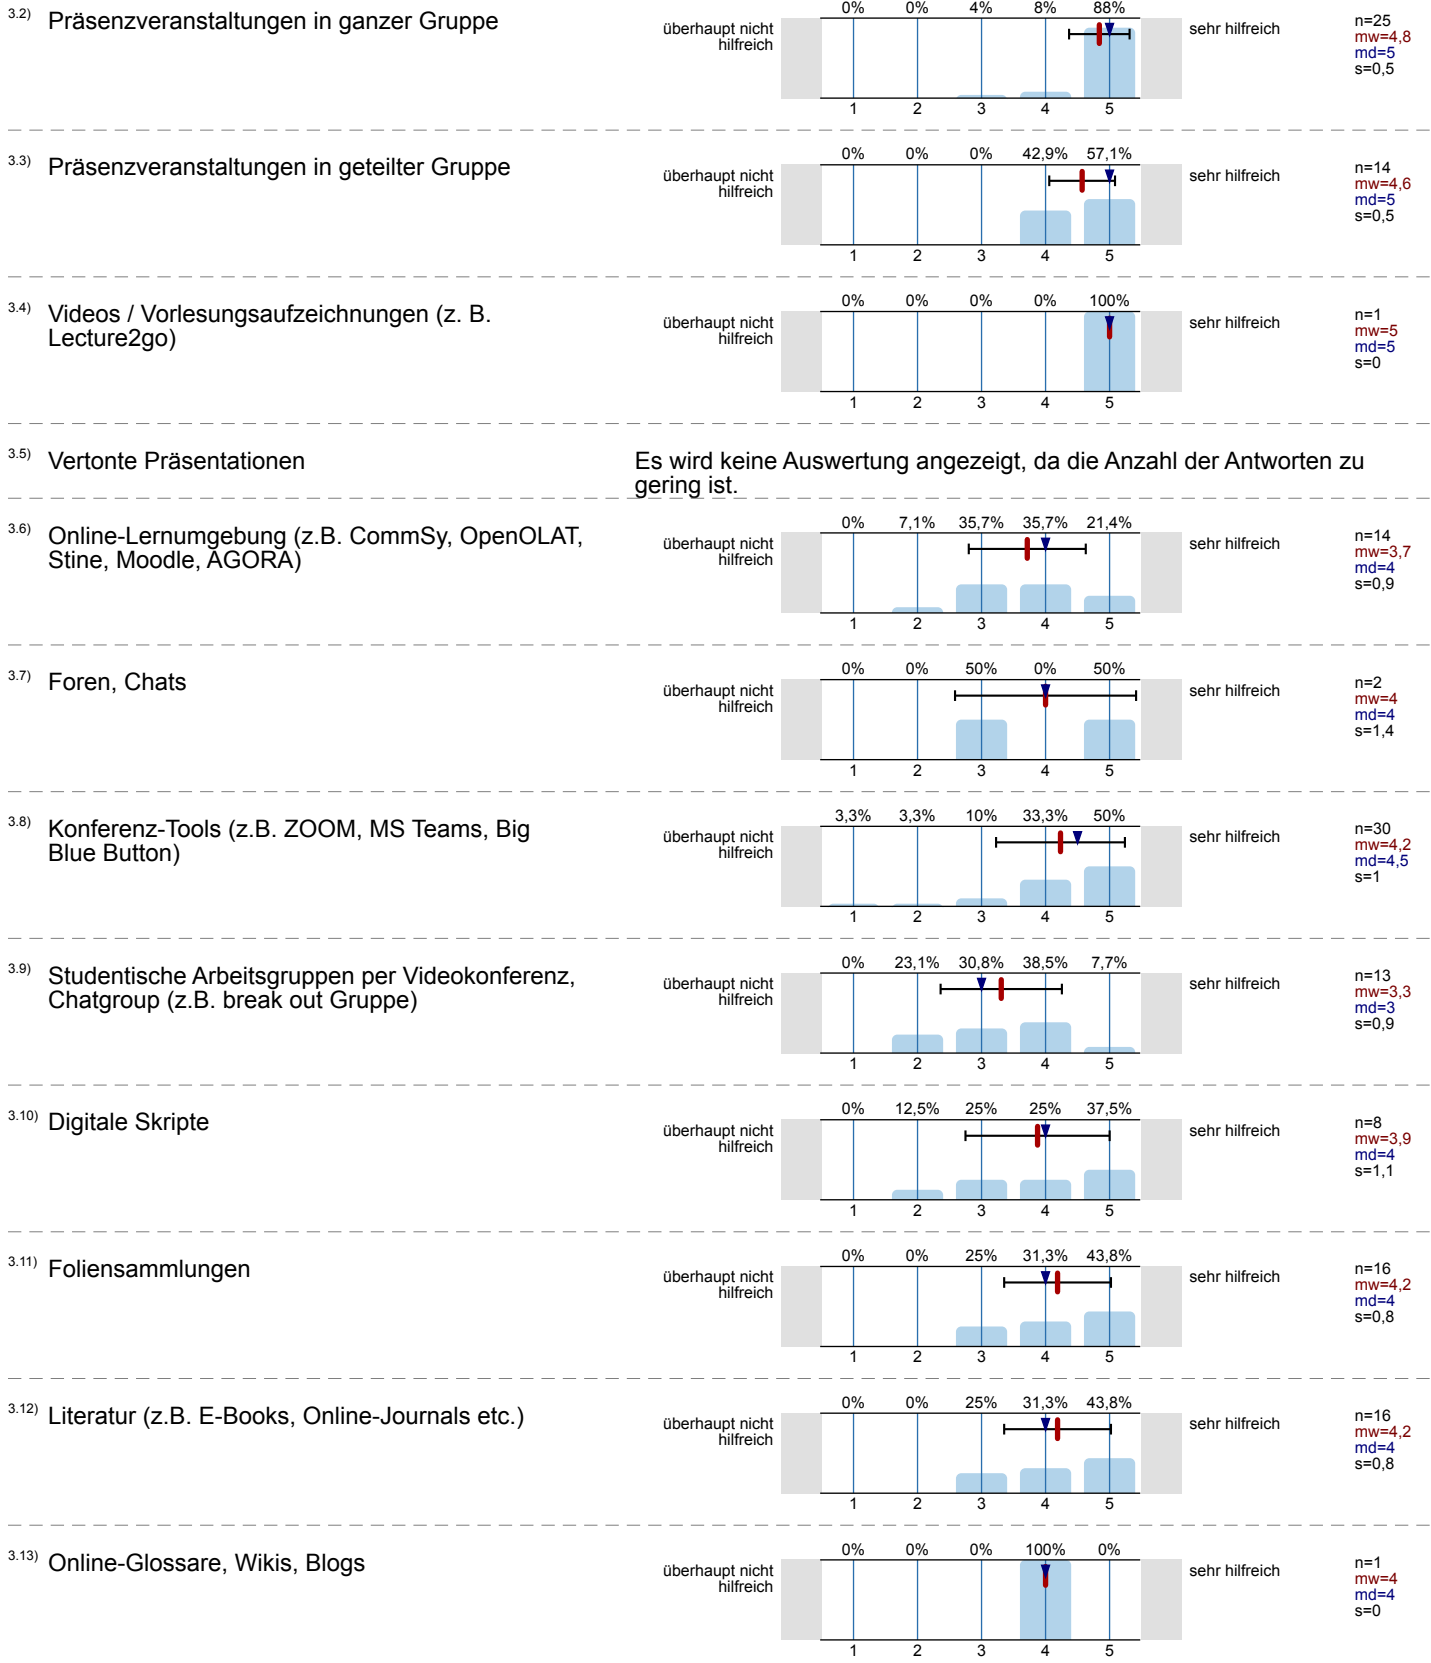 3.2) Präsenzveranstaltungen in ganzer Gruppe
0% 0% 4% 8% 88%
überhaupt nicht
hilfreich
sehr hilfreich
n=25
mw=4,8
md=5
s=0,5
1 2 3 4 5
3.3) Präsenzveranstaltungen in geteilter Gruppe
0% 0% 0% 42,9% 57,1%
überhaupt nicht
hilfreich
sehr hilfreich
n=14
mw=4,6
md=5
s=0,5
1 2 3 4 5
3.4) Videos / Vorlesungsaufzeichnungen (z. B.
Lecture2go)
0% 0% 0% 0% 100%
überhaupt nicht
hilfreich
sehr hilfreich
n=1
mw=5
md=5
s=0
1 2 3 4 5
3.5) Vertonte Präsentationen
Es wird keine Auswertung angezeigt, da die Anzahl der Antworten zu
gering ist.
3.6) Online-Lernumgebung (z.B. CommSy, OpenOLAT,
Stine, Moodle, AGORA)
0% 7,1% 35,7% 35,7% 21,4%
überhaupt nicht
hilfreich
sehr hilfreich
n=14
mw=3,7
md=4
s=0,9
1 2 3 4 5
3.7) Foren, Chats
0% 0% 50% 0% 50%
überhaupt nicht
hilfreich
sehr hilfreich
n=2
mw=4
md=4
s=1,4
1 2 3 4 5
3.8) Konferenz-Tools (z.B. ZOOM, MS Teams, Big
Blue Button)
3,3% 3,3% 10% 33,3% 50%
überhaupt nicht
hilfreich
sehr hilfreich
n=30
mw=4,2
md=4,5
s=1
1 2 3 4 5
3.9) Studentische Arbeitsgruppen per Videokonferenz,
Chatgroup (z.B. break out Gruppe)
0% 23,1% 30,8% 38,5% 7,7%
überhaupt nicht
hilfreich
sehr hilfreich
n=13
mw=3,3
md=3
s=0,9
1 2 3 4 5
3.10) Digitale Skripte
0% 12,5% 25% 25% 37,5%
überhaupt nicht
hilfreich
sehr hilfreich
n=8
mw=3,9
md=4
s=1,1
1 2 3 4 5
3.11) Foliensammlungen
0% 0% 25% 31,3% 43,8%
überhaupt nicht
hilfreich
sehr hilfreich
n=16
mw=4,2
md=4
s=0,8
1 2 3 4 5
3.12) Literatur (z.B. E-Books, Online-Journals etc.)
0% 0% 25% 31,3% 43,8%
überhaupt nicht
hilfreich
sehr hilfreich
n=16
mw=4,2
md=4
s=0,8
1 2 3 4 5
3.13) Online-Glossare, Wikis, Blogs
0% 0% 0% 100% 0%
überhaupt nicht
hilfreich
sehr hilfreich
n=1
mw=4
md=4
s=0
1 2 3 4 5